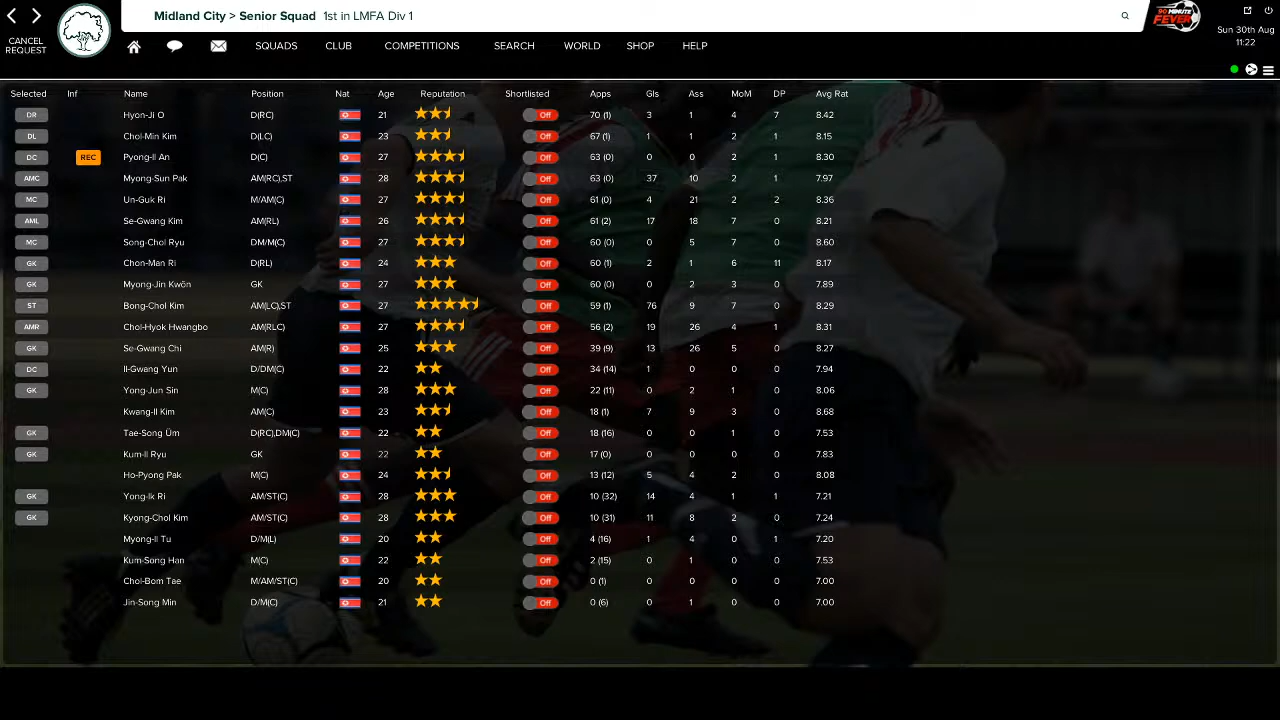 Midland City > Senior Squad 1st in LMFA Div 1
90 MINUTE FEVER
CANCEL REQUEST
SQUADS CLUB COMPETITIONS SEARCH WORLD SHOP HELP
Sun 30th Aug
11:22
Selected Inf Name Position Nat Age Reputation Shortlisted Apps Gls Ass MoM DP Avg Rat
DR Hyon-Ji O D(RC) 21 Off 70 (1) 3 1 4 7 8.42
DL Chol-Min Kim D(LC) 23 Off 67 (1) 1 1 2 1 8.15
DC REC Pyong-Il An D(C) 27 Off 63 (0) 0 0 2 1 8.30
AMC Myong-Sun Pak AM(RC),ST 28 Off 63 (0) 37 10 2 1 7.97
MC Un-Guk Ri M/AM(C) 27 Off 61 (0) 4 21 2 2 8.36
AML Se-Gwang Kim AM(RL) 26 Off 61 (2) 17 18 7 0 8.21
MC Song-Chol Ryu DM/M(C) 27 Off 60 (0) 0 5 7 0 8.60
GK Chon-Man Ri D(RL) 24 Off 60 (1) 2 1 6 11 8.17
GK Myong-Jin Kwön GK 27 Off 60 (0) 0 2 3 0 7.89
ST Bong-Chol Kim AM(LC),ST 27 Off 59 (1) 76 9 7 0 8.29
AMR Chol-Hyok Hwangbo AM(RLC) 27 Off 56 (2) 19 26 4 1 8.31
GK Se-Gwang Chi AM(R) 25 Off 39 (9) 13 26 5 0 8.27
DC Il-Gwang Yun D/DM(C) 22 Off 34 (14) 1 0 0 0 7.94
GK Yong-Jun Sin M(C) 28 Off 22 (11) 0 2 1 0 8.06
Kwang-Il Kim AM(C) 23 Off 18 (1) 7 9 3 0 8.68
GK Tae-Song Üm D(RC),DM(C) 22 Off 18 (16) 0 0 1 0 7.53
GK Kum-Il Ryu GK 22 Off 17 (0) 0 0 0 0 7.83
Ho-Pyong Pak M(C) 24 Off 13 (12) 5 4 2 0 8.08
GK Yong-Ik Ri AM/ST(C) 28 Off 10 (32) 14 4 1 1 7.21
GK Kyong-Chol Kim AM/ST(C) 28 Off 10 (31) 11 8 2 0 7.24
Myong-Il Tu D/M(L) 20 Off 4 (16) 1 4 0 1 7.20
Kum-Song Han M(C) 22 Off 2 (15) 0 1 0 0 7.53
Chol-Bom Tae M/AM/ST(C) 20 Off 0 (1) 0 0 0 0 7.00
Jin-Song Min D/M(C) 21 Off 0 (6) 0 1 0 0 7.00